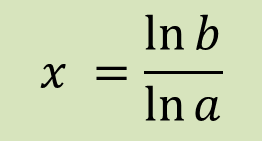 x = ln b / ln a